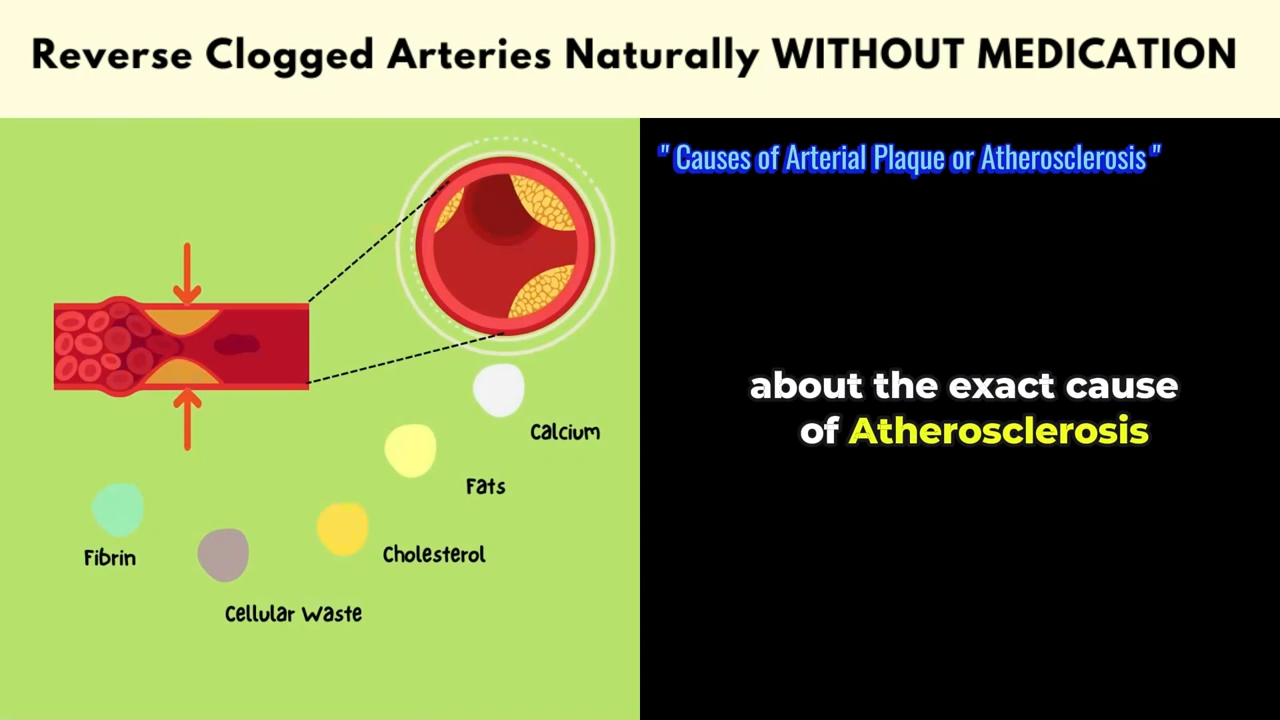 Reverse Clogged Arteries Naturally WITHOUT MEDICATION
" Causes of Arterial Plaque or Atherosclerosis "
about the exact cause
of Atherosclerosis
Calcium
Fats
Cholesterol
Fibrin
Cellular Waste